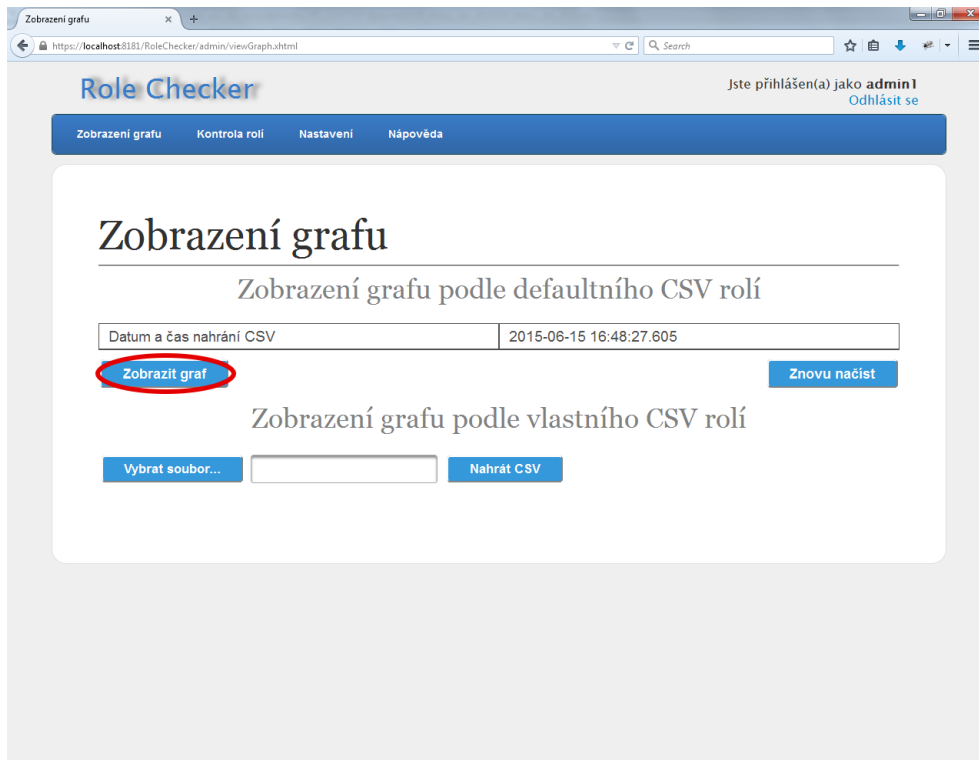 Zobrazení grafu
https://localhost:8181/RoleChecker/admin/viewGraph.xhtml
Search
Role Checker
Jste přihlášen(a) jako admin1
Odhlásit se
Zobrazení grafu Kontrola rolí Nastavení Nápověda
Zobrazení grafu
Zobrazení grafu podle defaultního CSV rolí
Datum a čas nahrání CSV 2015-06-15 16:48:27.605
Zobrazit graf Znovu načíst
Zobrazení grafu podle vlastního CSV rolí
Vybrat soubor... Nahrát CSV